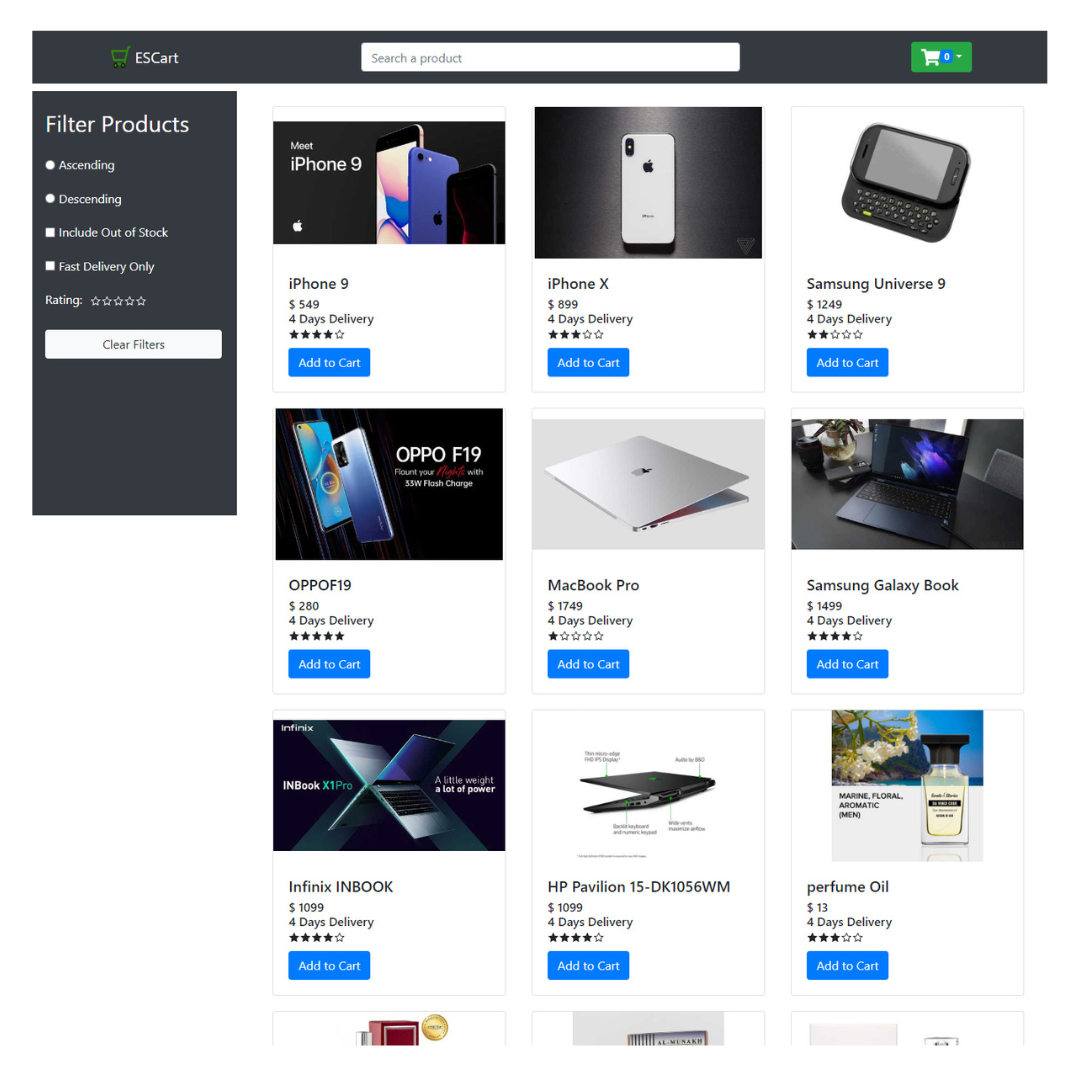 ESCart
Search a product
0
Filter Products
Ascending
Descending
Include Out of Stock
Fast Delivery Only
Rating:
Clear Filters
Meet
iPhone 9
iPhone 9
$ 549
4 Days Delivery
Add to Cart
iPhone X
$ 899
4 Days Delivery
Add to Cart
Samsung Universe 9
$ 1249
4 Days Delivery
Add to Cart
OPPO F19
Flaunt your Nights with
33W Flash Charge
OPPOF19
$ 280
4 Days Delivery
Add to Cart
MacBook Pro
$ 1749
4 Days Delivery
Add to Cart
Samsung Galaxy Book
$ 1499
4 Days Delivery
Add to Cart
Infinix
INBook X1Pro
A little weight
a lot of power
Infinix INBOOK
$ 1099
4 Days Delivery
Add to Cart
Thin micro-edge
FHD IPS Display*
Audio by B&O
Backlit keyboard
and numeric keypad
Wide vents
maximize airflow
HP Pavilion 15-DK1056WM
$ 1099
4 Days Delivery
Add to Cart
MARINE, FLORAL,
AROMATIC
(MEN)
DA VINCI CODE
perfume Oil
$ 13
4 Days Delivery
Add to Cart
AL-MUNAKH